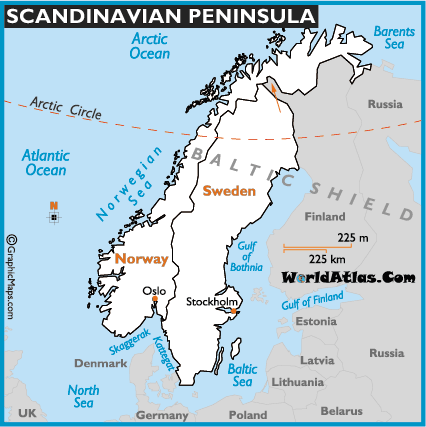 SCANDINAVIAN PENINSULA
Arctic
Ocean
Barents
Sea
Arctic Circle
Russia
Atlantic
Ocean
Norwegian
Sea
BALTIC SHIELD
Sweden
N
Finland
©GraphicMaps.com
Norway
Gulf
of
Bothnia
225 m
225 km
WorldAtlas.Com
Oslo
Stockholm
Gulf of Finland
Skaggerak
Kattegat
Estonia
Denmark
Baltic
Sea
Latvia
Russia
North
Sea
Lithuania
UK
Germany
Poland
Belarus